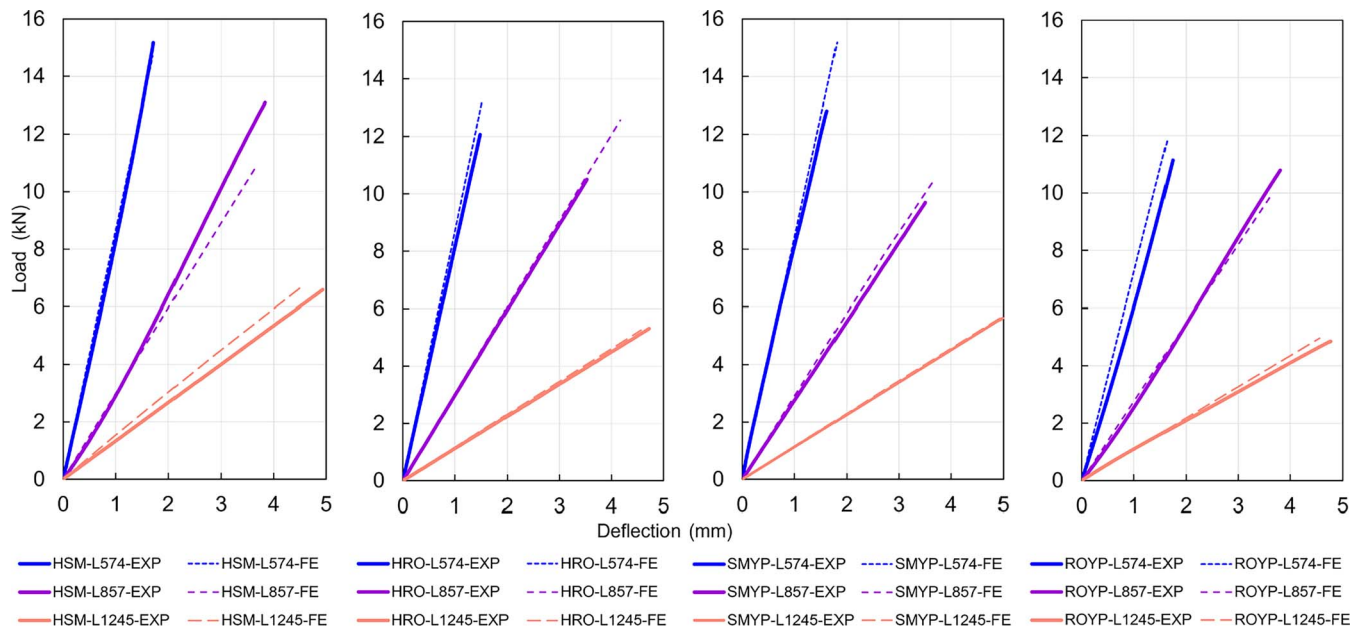 16 16 16 16
14 14 14 14
12 12 12 12
10 10 10 10
Load (kN)
8 8 8 8
6 6 6 6
4 4 4 4
2 2 2 2
0 0 0 0
0 1 2 3 4 5 0 1 2 3 4 5 0 1 2 3 4 5 0 1 2 3 4 5
Deflection (mm)
HSM-L574-EXP HSM-L574-FE HRO-L574-EXP HRO-L574-FE SMYP-L574-EXP SMYP-L574-FE ROYP-L574-EXP ROYP-L574-FE
HSM-L857-EXP HSM-L857-FE HRO-L857-EXP HRO-L857-FE SMYP-L857-EXP SMYP-L857-FE ROYP-L857-EXP ROYP-L857-FE
HSM-L1245-EXP HSM-L1245-FE HRO-L1245-EXP HRO-L1245-FE SMYP-L1245-EXP SMYP-L1245-FE ROYP-L1245-EXP ROYP-L1245-FE